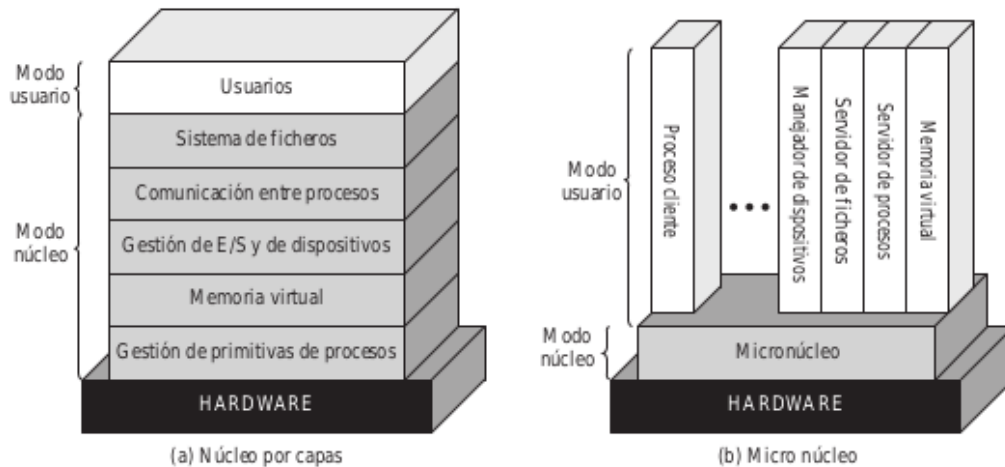 Modo
usuario
Usuarios
Sistema de ficheros
Comunicación entre procesos
Modo
núcleo
Gestión de E/S y de dispositivos
Memoria virtual
Gestión de primitivas de procesos
HARDWARE
(a) Núcleo por capas
Modo
usuario
Proceso cliente
Manejador de dispositivos
Servidor de ficheros
Servidor de procesos
Memoria virtual
Modo
núcleo
Micronúcleo
HARDWARE
(b) Micro núcleo